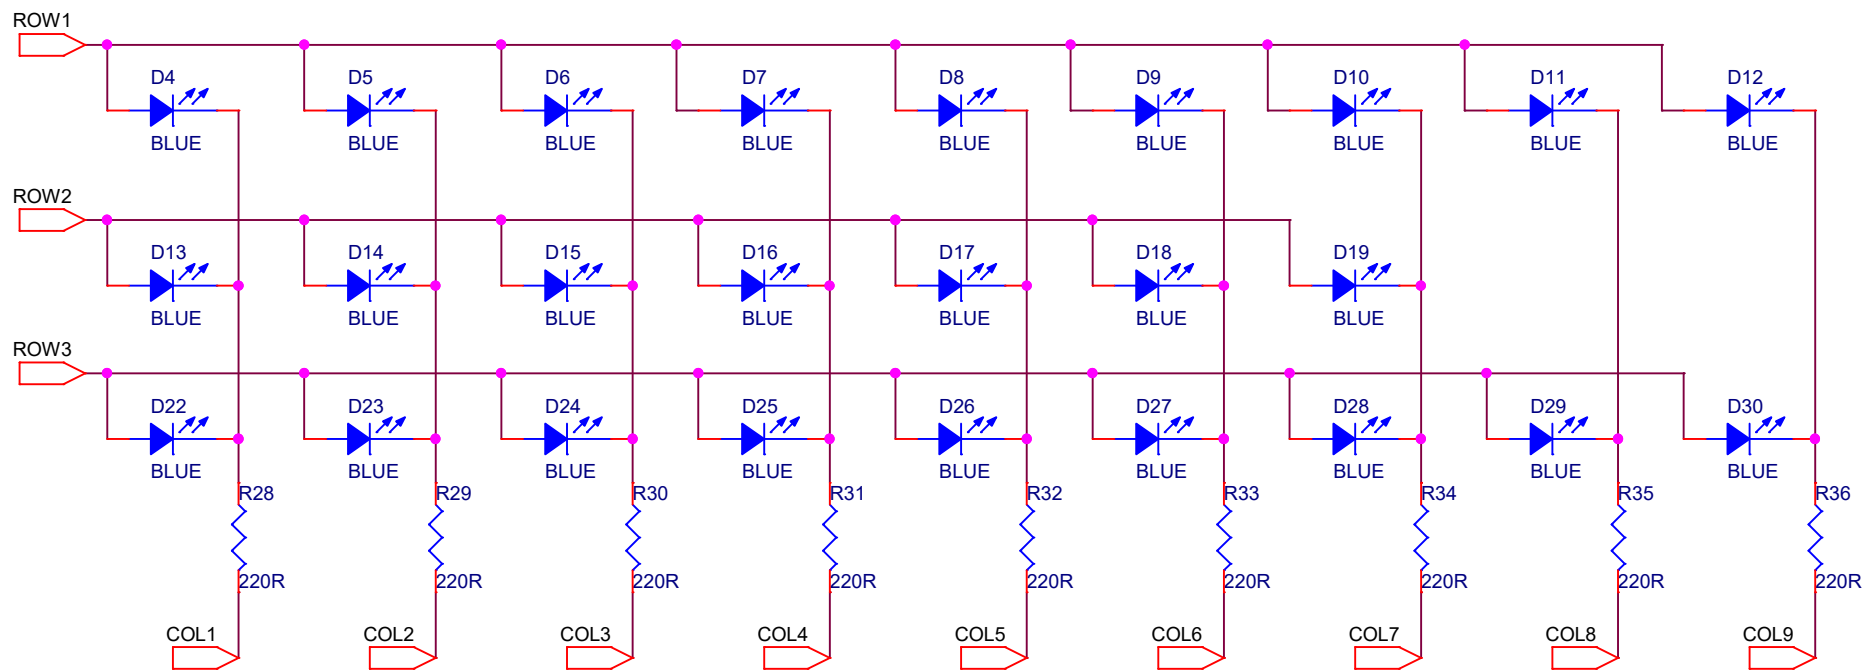 ROW1
D4 D5 D6 D7 D8 D9 D10 D11 D12
BLUE BLUE BLUE BLUE BLUE BLUE BLUE BLUE BLUE
ROW2
D13 D14 D15 D16 D17 D18 D19
BLUE BLUE BLUE BLUE BLUE BLUE BLUE
ROW3
D22 D23 D24 D25 D26 D27 D28 D29 D30
BLUE BLUE BLUE BLUE BLUE BLUE BLUE BLUE BLUE
R28 R29 R30 R31 R32 R33 R34 R35 R36
220R 220R 220R 220R 220R 220R 220R 220R 220R
COL1 COL2 COL3 COL4 COL5 COL6 COL7 COL8 COL9